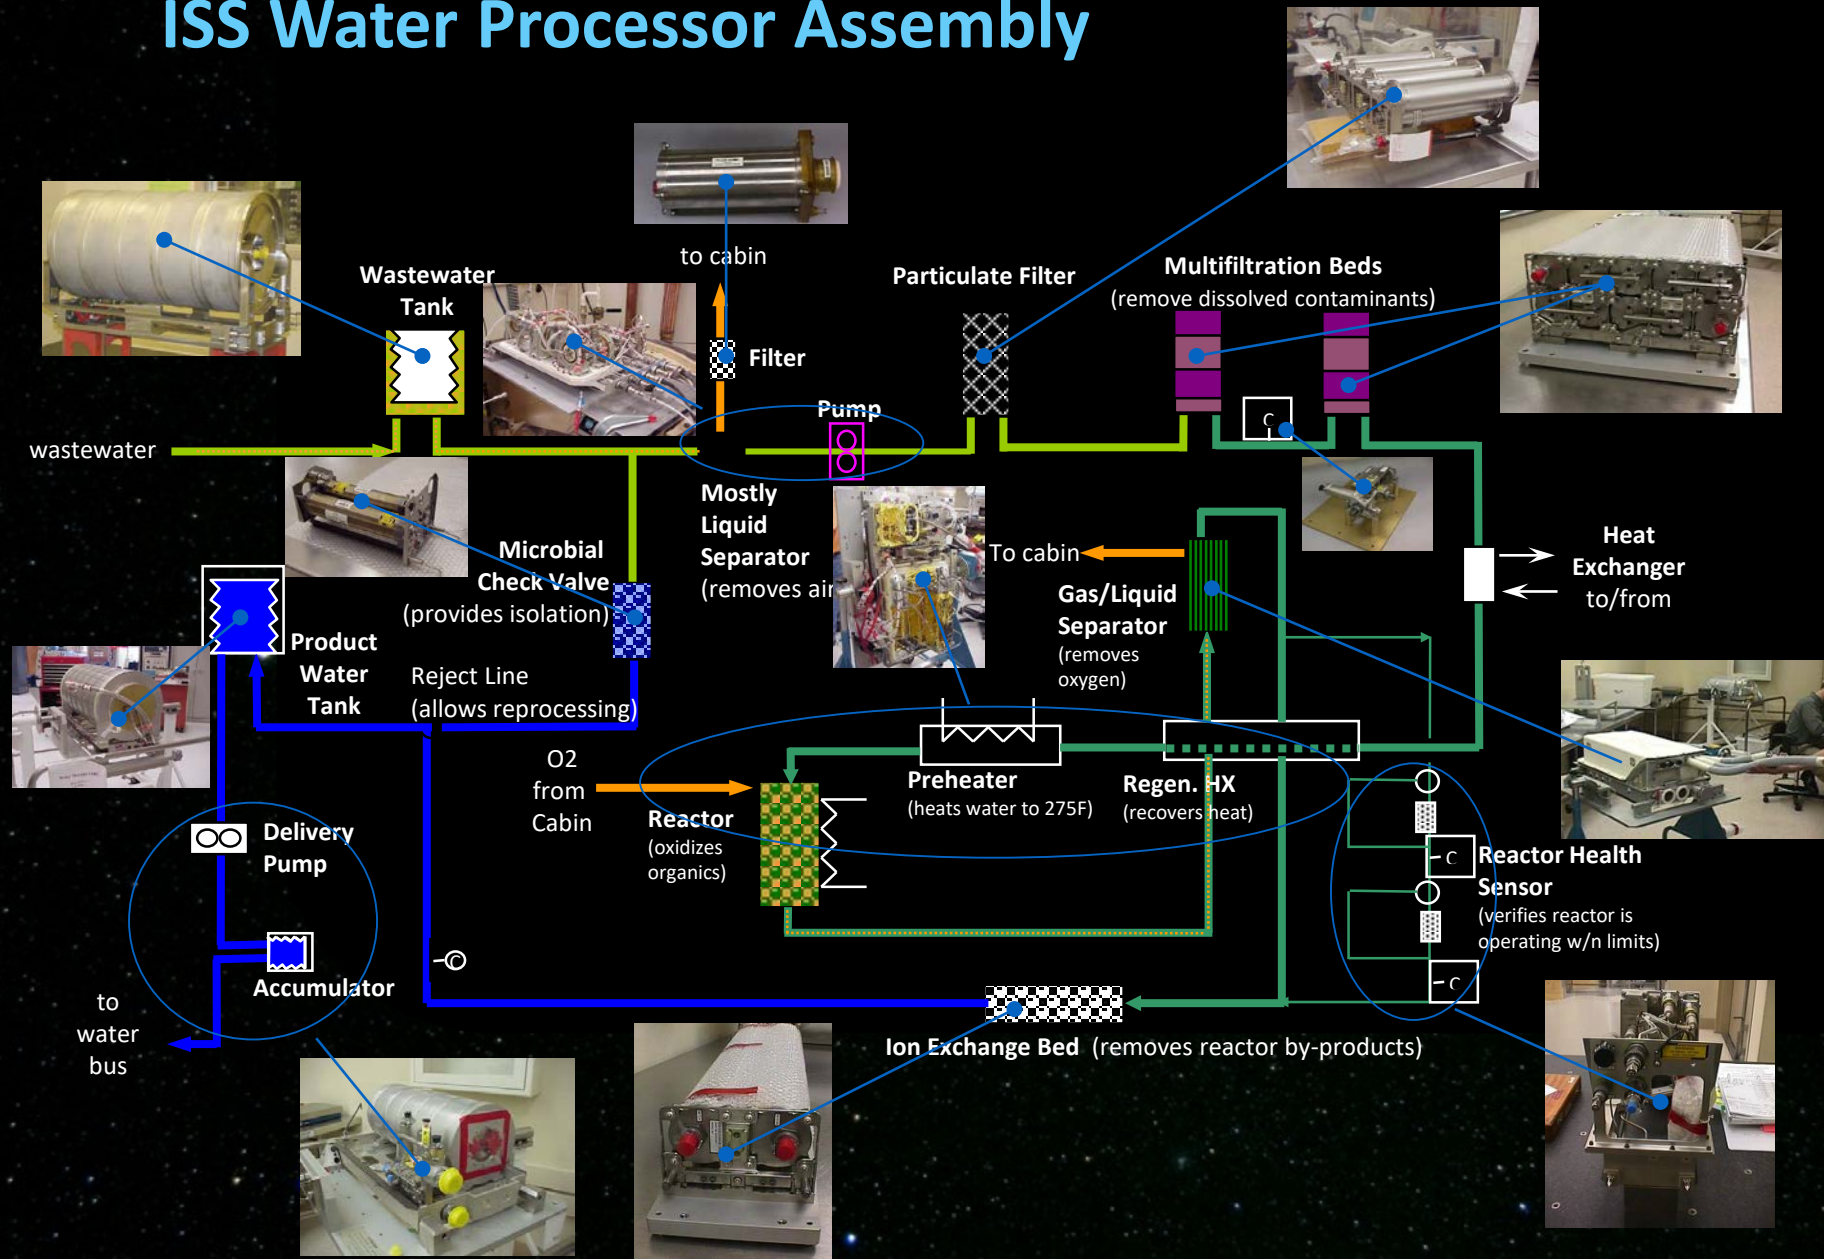 ISS Water Processor Assembly
to cabin
Wastewater
Tank
Particulate Filter
Multifiltration Beds
(remove dissolved contaminants)
Filter
Pump
C
wastewater
Mostly
Liquid
Separator
(removes air
Microbial
Check Valve
(provides isolation)
To cabin
Gas/Liquid
Separator
(removes
oxygen)
Heat
Exchanger
to/from
Product
Water
Tank
Reject Line
(allows reprocessing)
O2
from
Cabin
Preheater
(heats water to 275F)
Regen. HX
(recovers heat)
Reactor
(oxidizes
organics)
Delivery
Pump
C
Reactor Health
Sensor
(verifies reactor is
operating w/n limits)
C
C
Accumulator
to
water
bus
Ion Exchange Bed (removes reactor by-products)